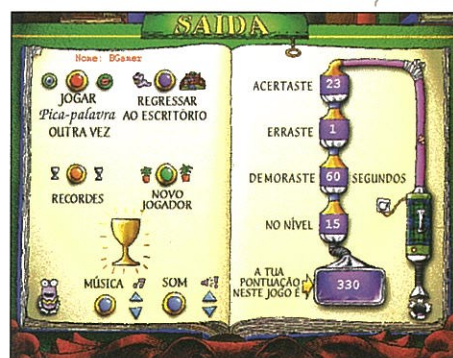 SAIDA
Nome: BGamer
JOGAR
Pica-palavra
OUTRA VEZ
REGRESSAR
AO ESCRITÓRIO
RECORDES
NOVO
JOGADOR
MÚSICA
SOM
ACERTASTE 23
ERRASTE 1
DEMORASTE 60 SEGUNDOS
NO NÍVEL 15
A TUA
PONTUAÇÃO
NESTE JOGO É
330